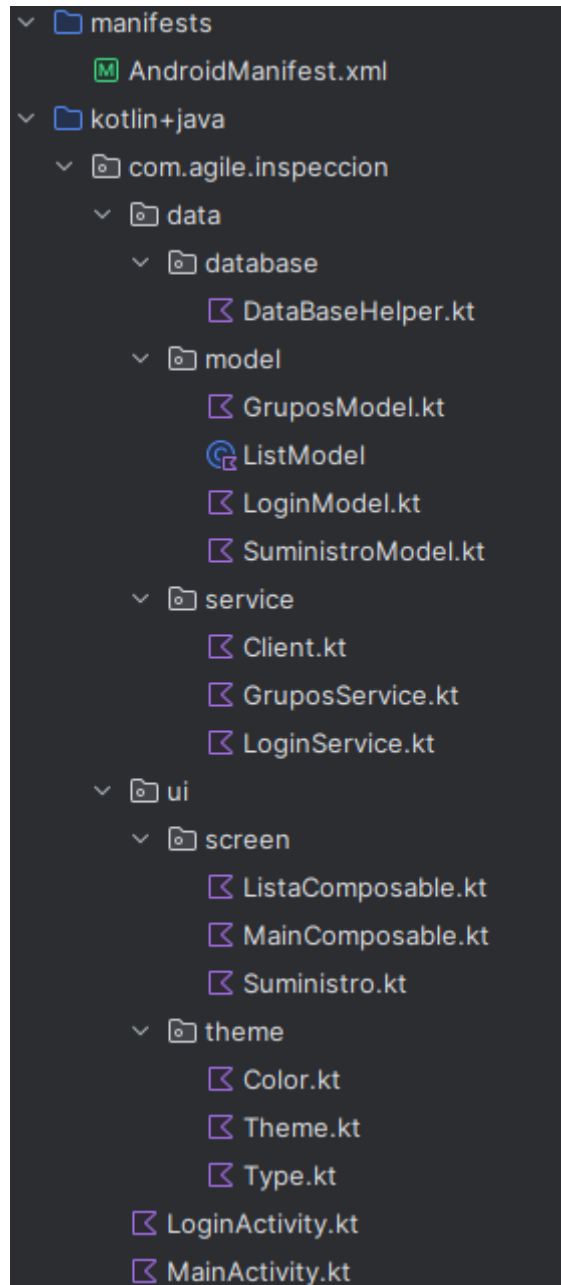 manifests
M AndroidManifest.xml
kotlin+java
com.agile.inspeccion
data
database
DataBaseHelper.kt
model
GruposModel.kt
ListModel
LoginModel.kt
SuministroModel.kt
service
Client.kt
GruposService.kt
LoginService.kt
ui
screen
ListaComposable.kt
MainComposable.kt
Suministro.kt
theme
Color.kt
Theme.kt
Type.kt
LoginActivity.kt
MainActivity.kt